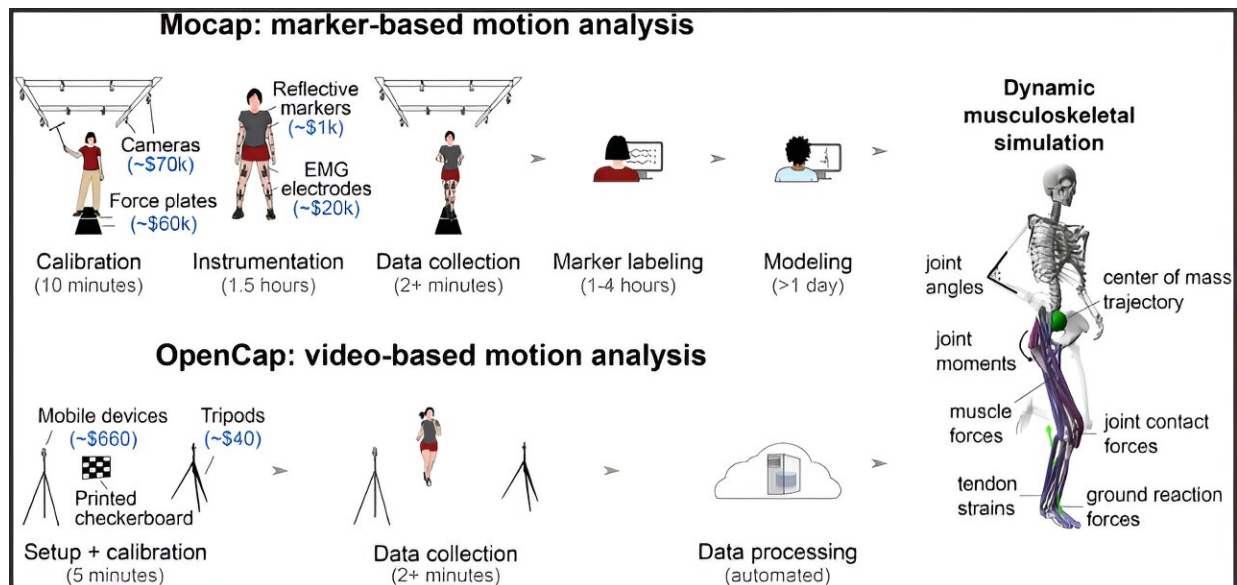 Mocap: marker-based motion analysis
Cameras
(~$70k)
Force plates
(~$60k)
Calibration
(10 minutes)
Reflective
markers
(~$1k)
EMG
electrodes
(~$20k)
Instrumentation
(1.5 hours)
Data collection
(2+ minutes)
Marker labeling
(1-4 hours)
Modeling
(>1 day)
OpenCap: video-based motion analysis
Mobile devices
(~$660)
Tripods
(~$40)
Printed
checkerboard
Setup + calibration
(5 minutes)
Data collection
(2+ minutes)
Data processing
(automated)
Dynamic
musculoskeletal
simulation
joint
angles
center of mass
trajectory
joint
moments
muscle
forces
joint contact
forces
tendon
strains
ground reaction
forces